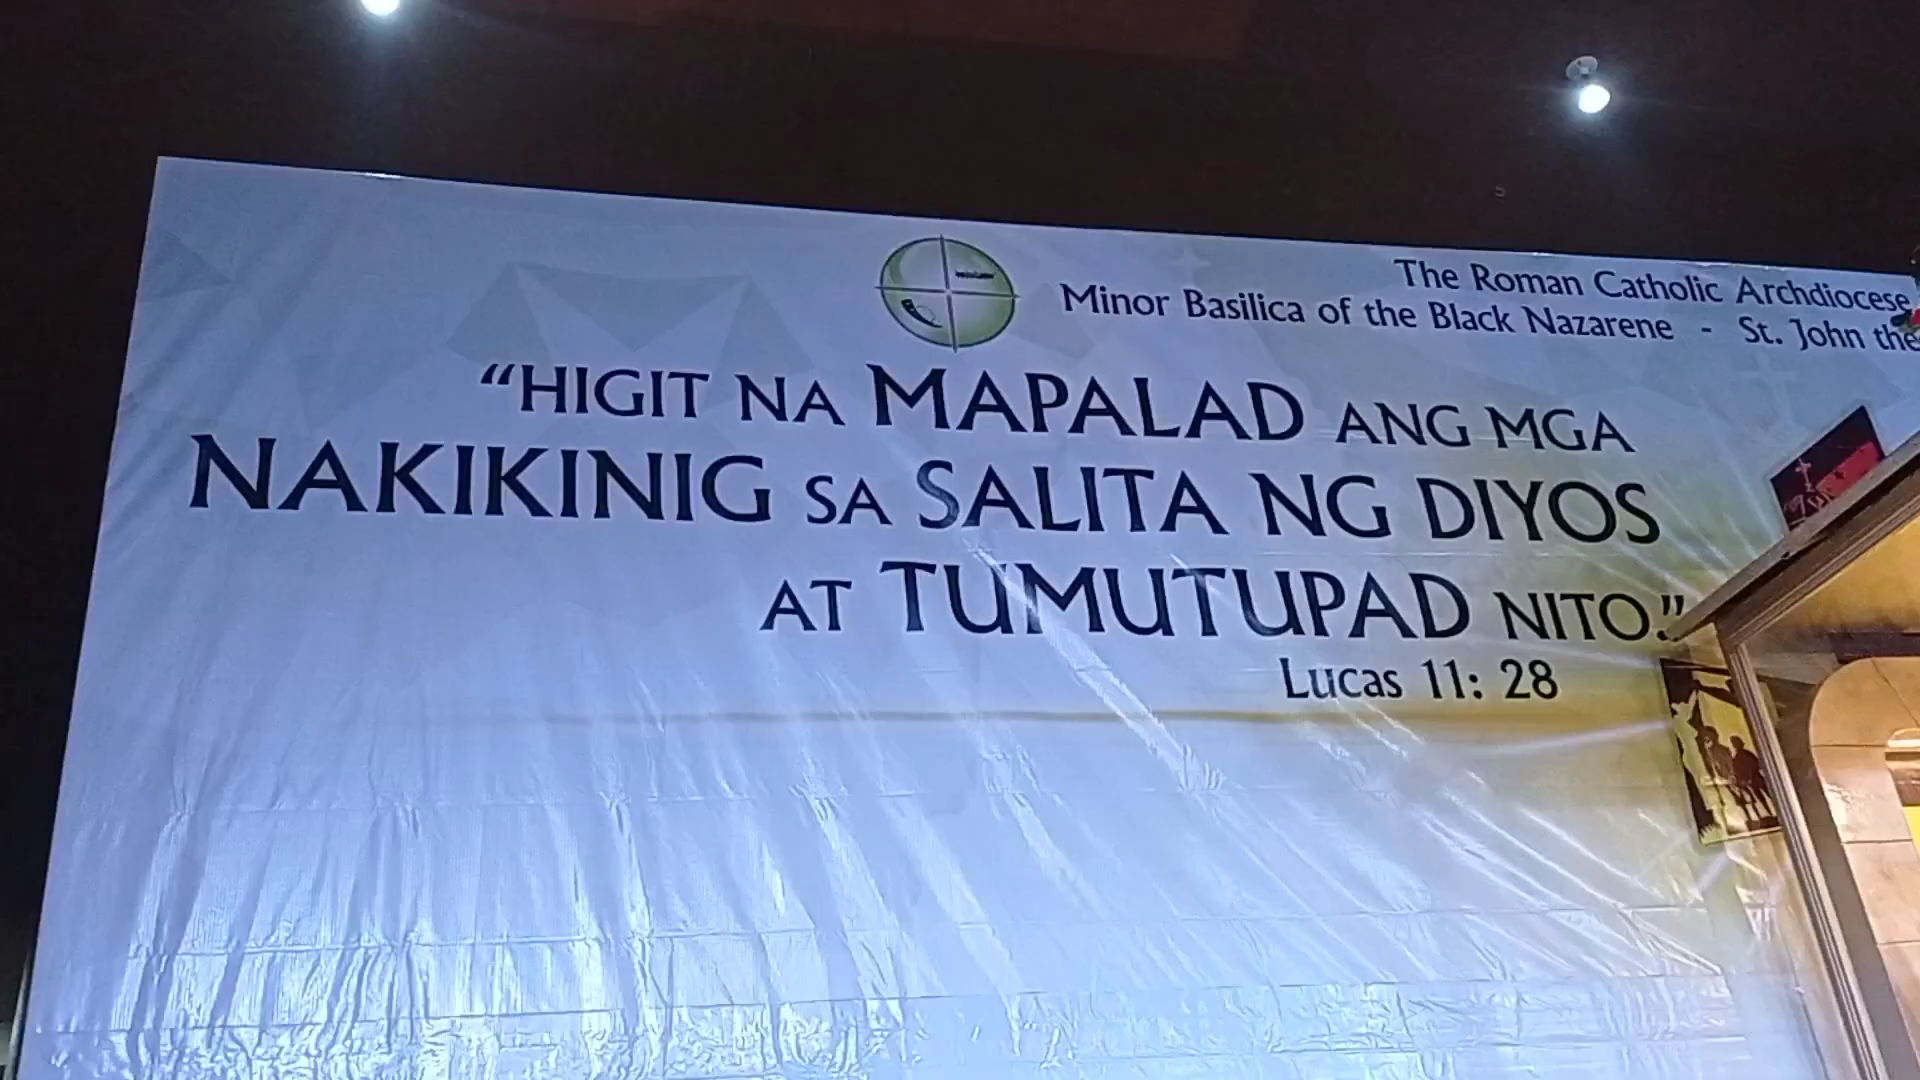 The Roman Catholic Archdiocese
Minor Basilica of the Black Nazarene - St. John the
“HIGIT NA MAPALAD ANG MGA
NAKIKINIG SA SALITA NG DIYOS
AT TUMUTUPAD NITO.”
Lucas 11: 28